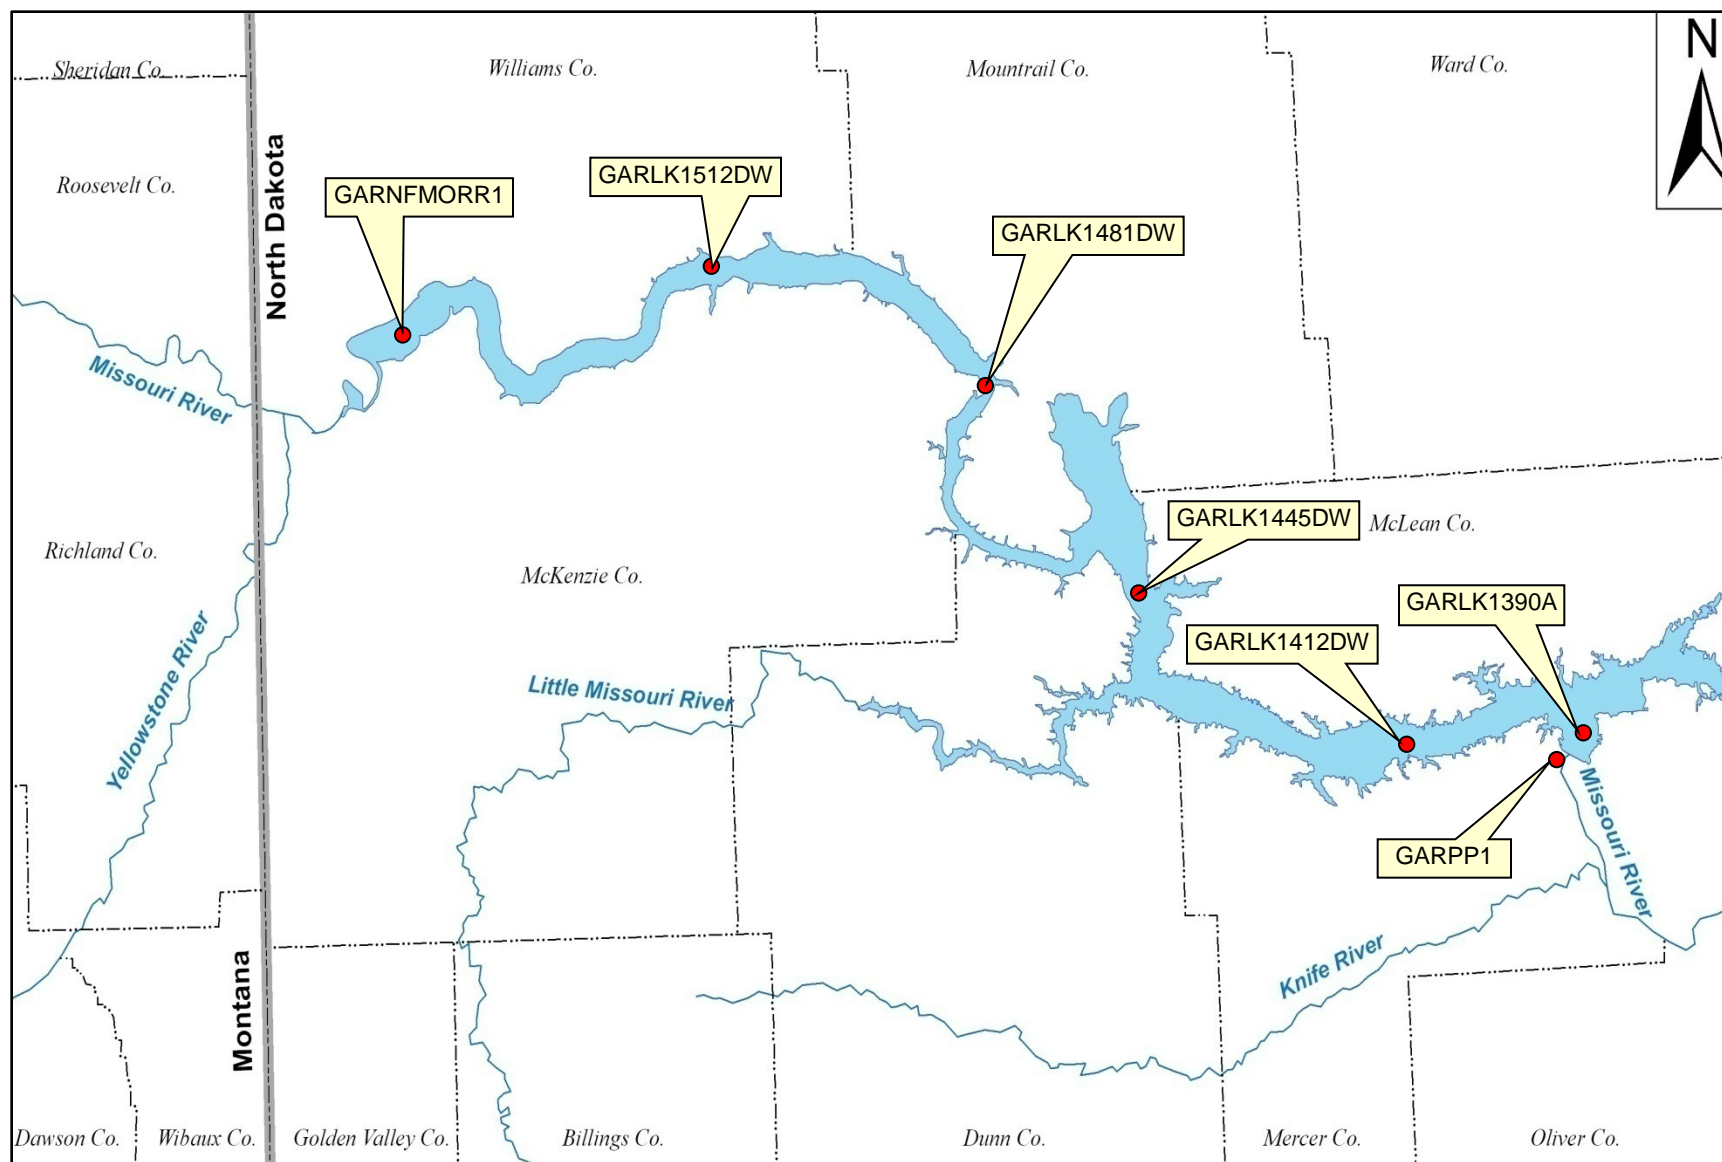 Sheridan Co.
Williams Co.
Mountrail Co.
Ward Co.
N
Roosevelt Co.
North Dakota
GARNFMORR1
GARLK1512DW
GARLK1481DW
Missouri River
Richland Co.
McKenzie Co.
GARLK1445DW
McLean Co.
GARLK1390A
GARLK1412DW
Yellowstone River
Little Missouri River
GARPP1
Missouri River
Knife River
Montana
Dawson Co.
Wibaux Co.
Golden Valley Co.
Billings Co.
Dunn Co.
Mercer Co.
Oliver Co.